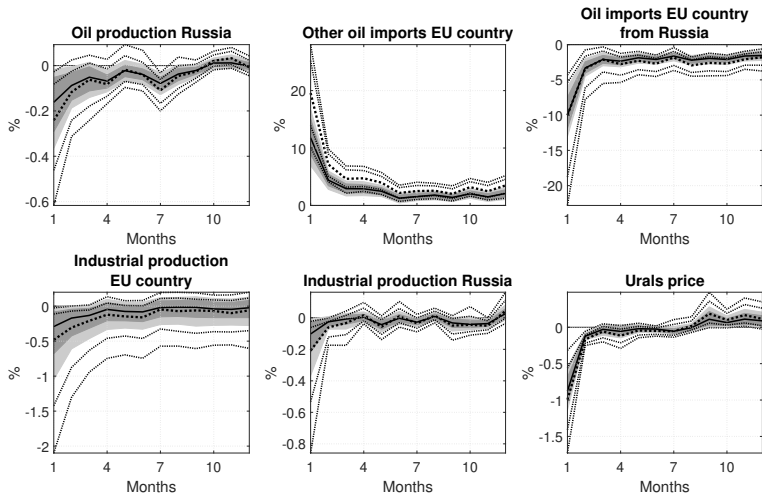 Oil production Russia
0
-0.2
-0.4
-0.6
%
1 4 7 10
Months
Other oil imports EU country
20
10
0
%
1 4 7 10
Months
Oil imports EU country
from Russia
0
-5
-10
-15
-20
%
1 4 7 10
Months
Industrial production
EU country
0
-0.5
-1
-1.5
-2
%
1 4 7 10
Months
Industrial production Russia
0
-0.2
-0.4
-0.6
-0.8
%
1 4 7 10
Months
Urals price
0.5
0
-0.5
-1
-1.5
%
1 4 7 10
Months